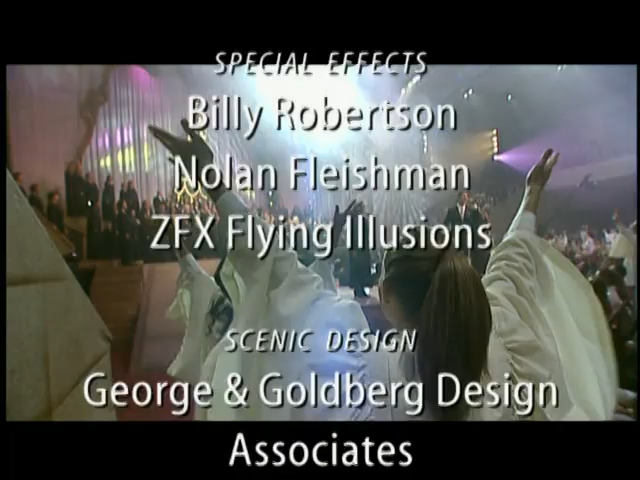 SPECIAL EFFECTS
Billy Robertson
Nolan Fleishman
ZFX Flying Illusions
SCENIC DESIGN
George & Goldberg Design
Associates